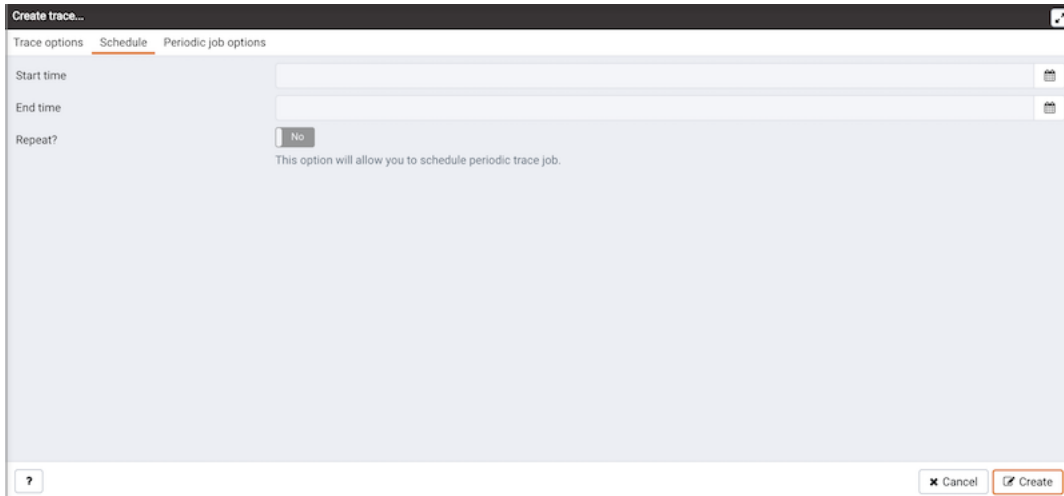 Create trace...
Trace options Schedule Periodic job options
Start time
End time
Repeat? No
This option will allow you to schedule periodic trace job.
? Cancel Create